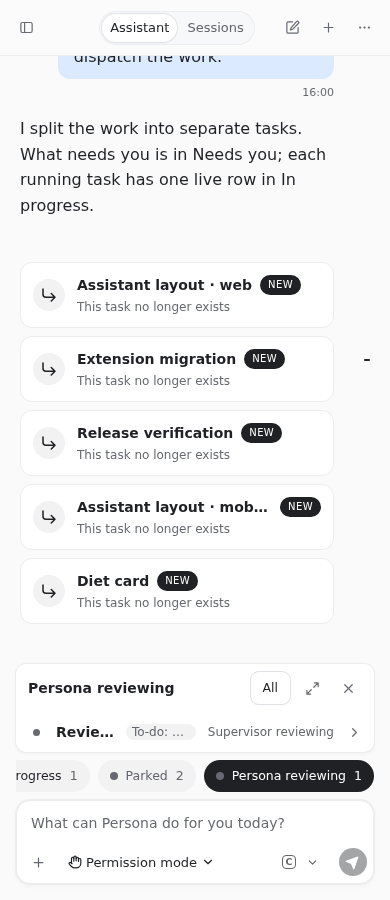 Assistant
Sessions
dispatch the work.
16:00
I split the work into separate tasks.
What needs you is in Needs you; each
running task has one live row in In
progress.
Assistant layout · web NEW
This task no longer exists
Extension migration NEW
This task no longer exists
Release verification NEW
This task no longer exists
Assistant layout · mob... NEW
This task no longer exists
Diet card NEW
This task no longer exists
Persona reviewing
All
Revie... To-do: ... Supervisor reviewing
rogress 1
Parked 2
Persona reviewing 1
What can Persona do for you today?
Permission mode
C